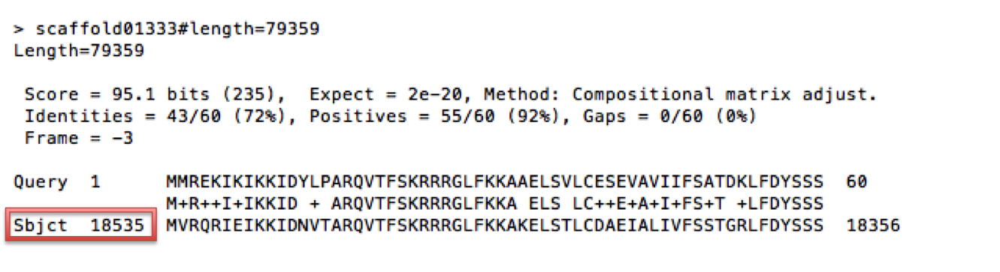 > scaffold01333#length=79359
Length=79359
Score = 95.1 bits (235), Expect = 2e-20, Method: Compositional matrix adjust.
Identities = 43/60 (72%), Positives = 55/60 (92%), Gaps = 0/60 (0%)
Frame = -3
Query 1 MMREKIKIKKIDYLPARQVTFSKRRRGLFKKAAELSVLCESEVAVIIFSATDKLFDYSSS 60
M+R++I+IKKID + ARQVTFSKRRRGLFKKA ELS LC++E+A+I+FS+T +LFDYSSS
Sbjct 18535 MVRQRIEIKKIDNVTARQVTFSKRRRGLFKKAKELSTLCDAEIALIVFSSTGRLFDYSSS 18356